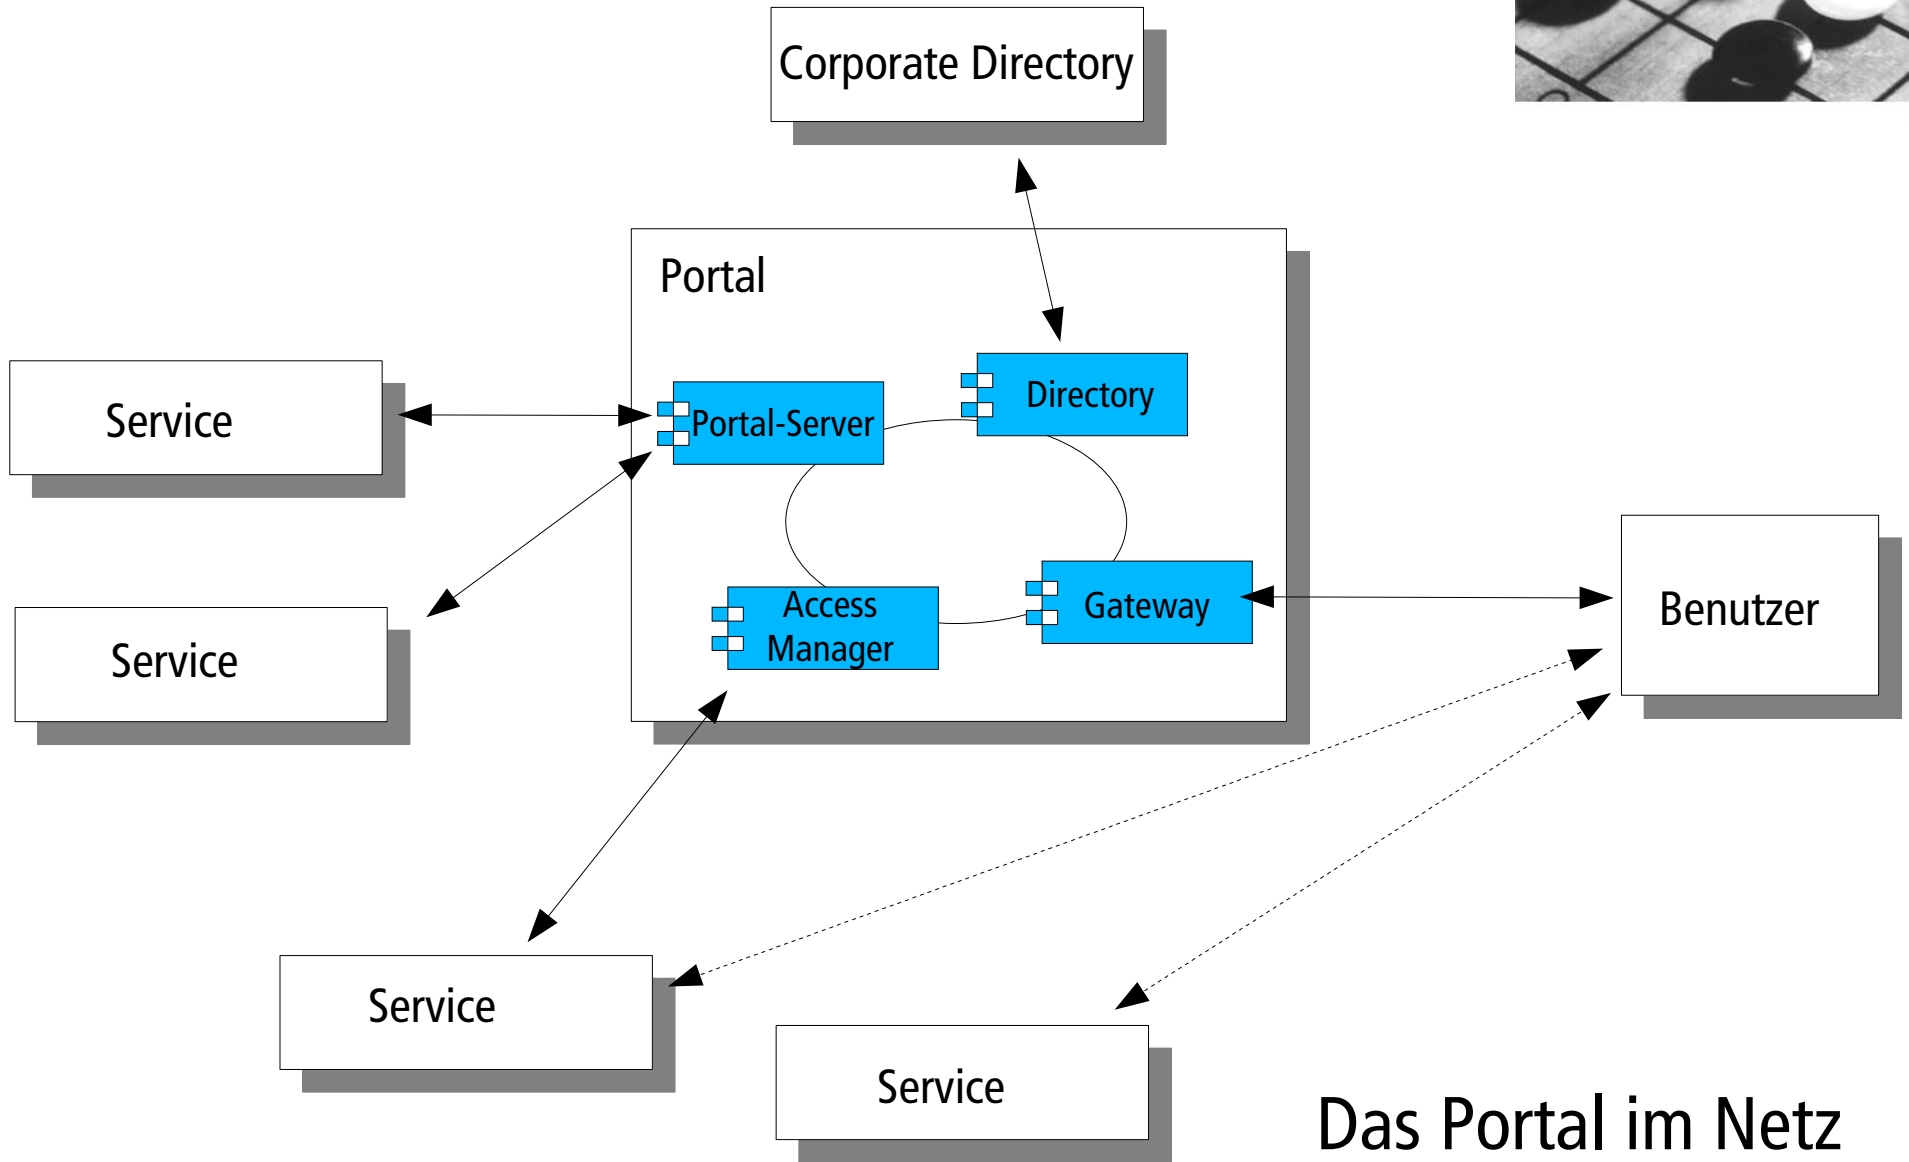 Corporate Directory
Portal
Directory
Portal-Server
Service
Access
Manager
Gateway
Benutzer
Service
Service
Service
Das Portal im Netz